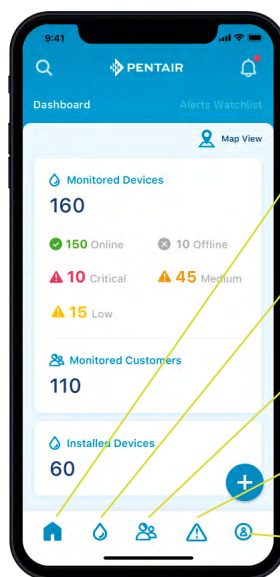 9:41
PENTAIR
Dashboard Alerts Watchlist
Map View
Monitored Devices
160
150 Online 10 Offline
10 Critical 45 Medium
15 Low
Monitored Customers
110
Installed Devices
60
+